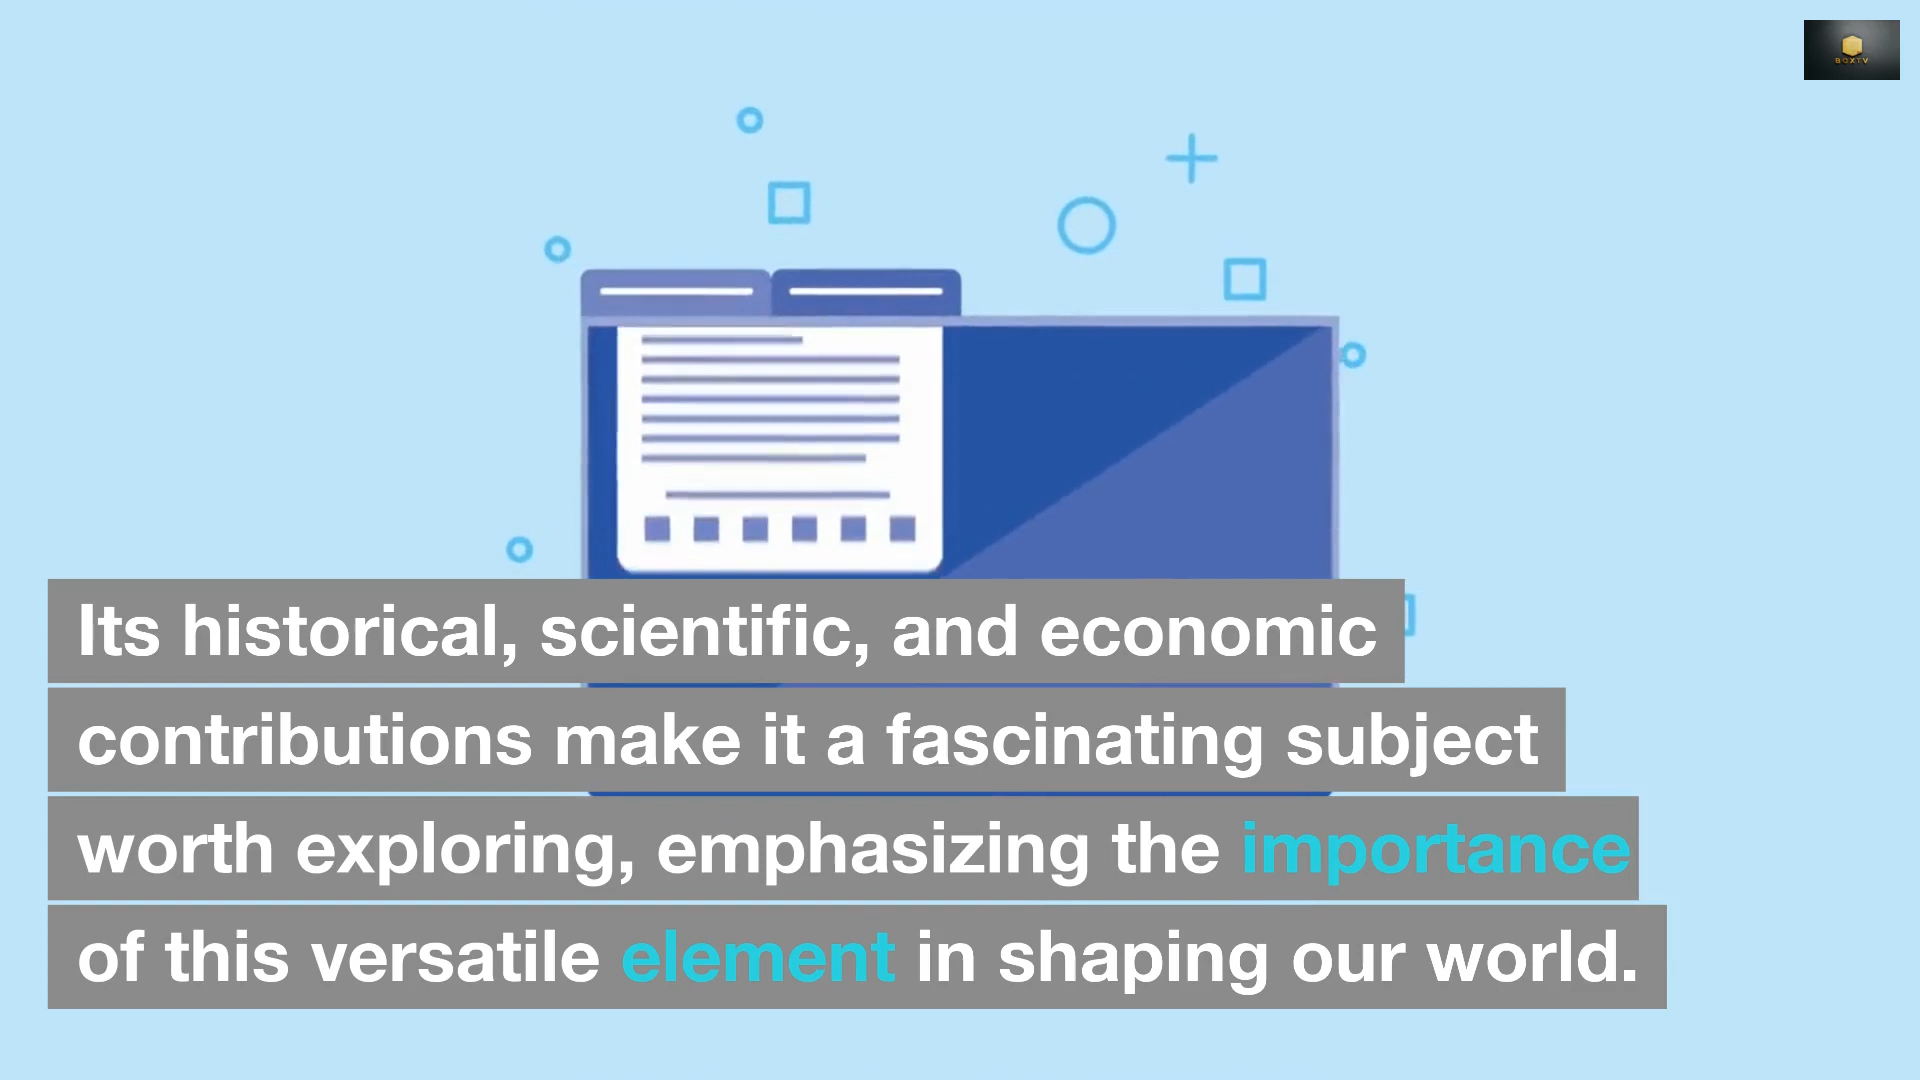 BOXTV
Its historical, scientific, and economic
contributions make it a fascinating subject
worth exploring, emphasizing the importance
of this versatile element in shaping our world.